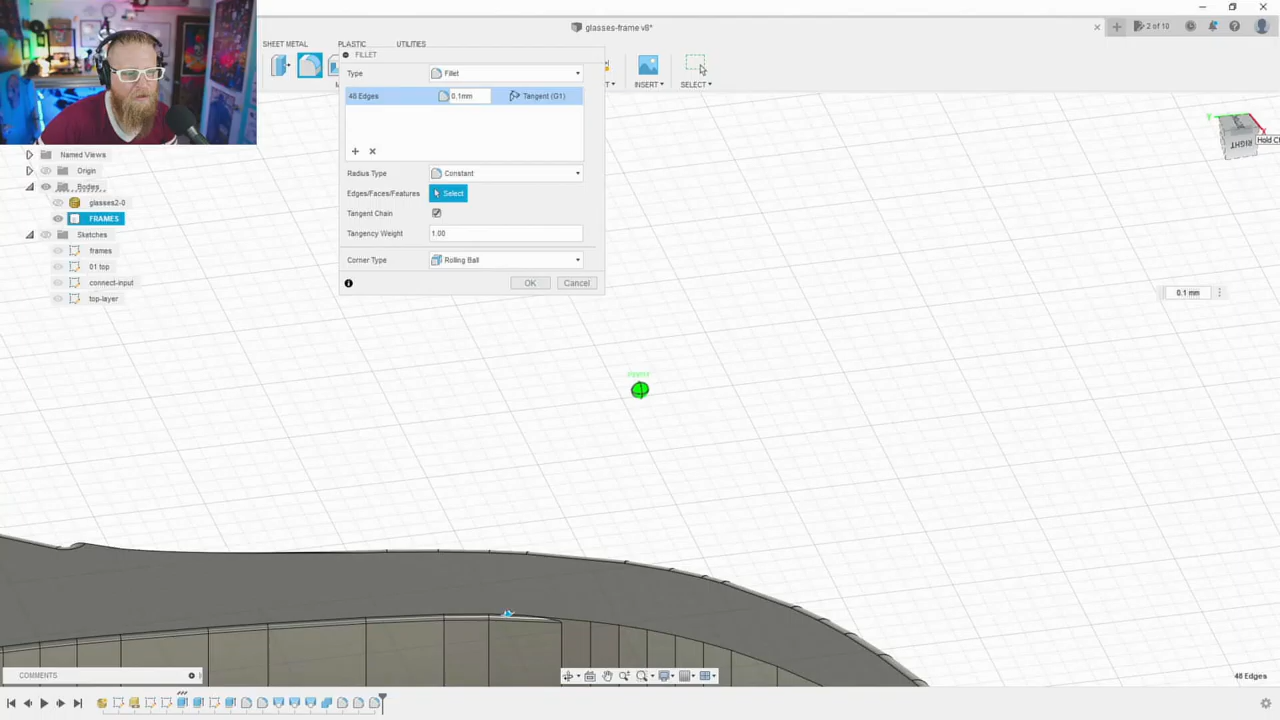 glasses-frame v8*
2 of 10
SHEET METAL
PLASTIC
UTILITIES
FILLET
Type
Fillet
INSERT
SELECT
48 Edges
0.1mm
Tangent (G1)
RIGHT
Hold
Named Views
Origin
Bodies
glasses2-0
FRAMES
Sketches
frames
01 top
connect-input
top-layer
Radius Type
Constant
Edges/Faces/Features
Select
Tangent Chain
Tangency Weight
1.00
Corner Type
Rolling Ball
OK
Cancel
0.1 mm
COMMENTS
48 Edges